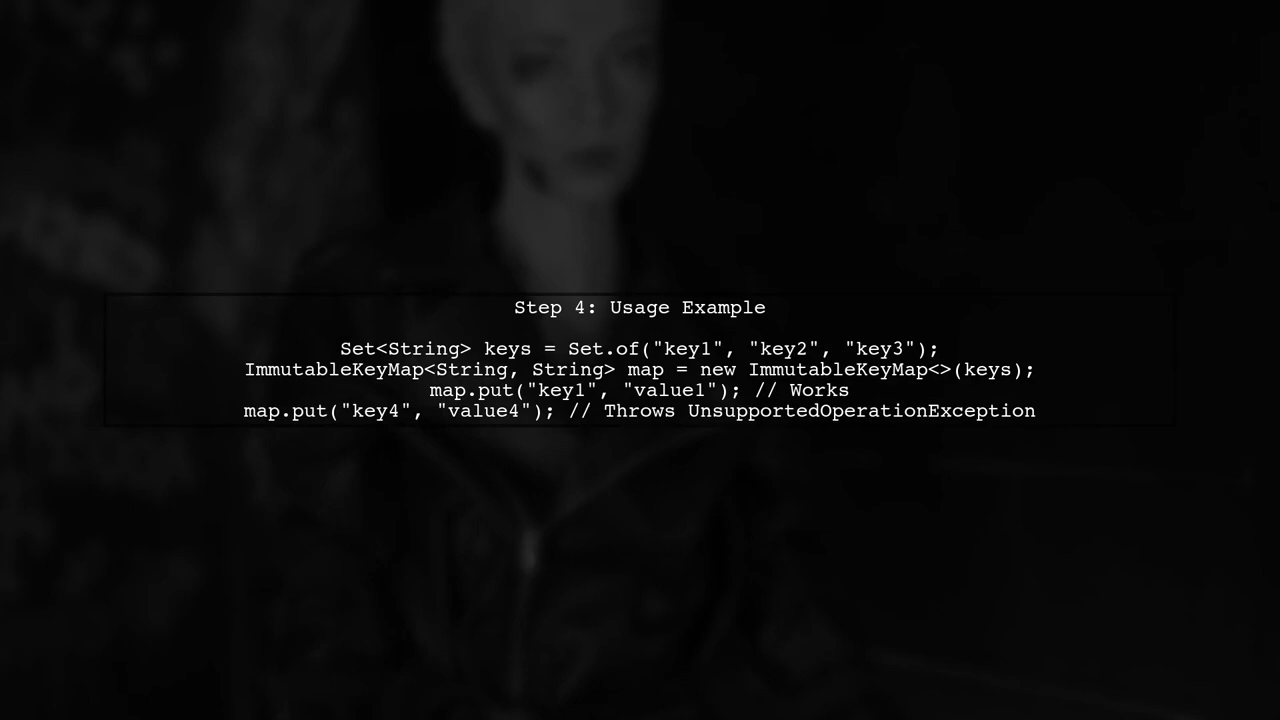 Step 4: Usage Example
Set<String> keys = Set.of("key1", "key2", "key3");
ImmutableKeyMap<String, String> map = new ImmutableKeyMap<>(keys);
map.put("key1", "value1"); // Works
map.put("key4", "value4"); // Throws UnsupportedOperationException